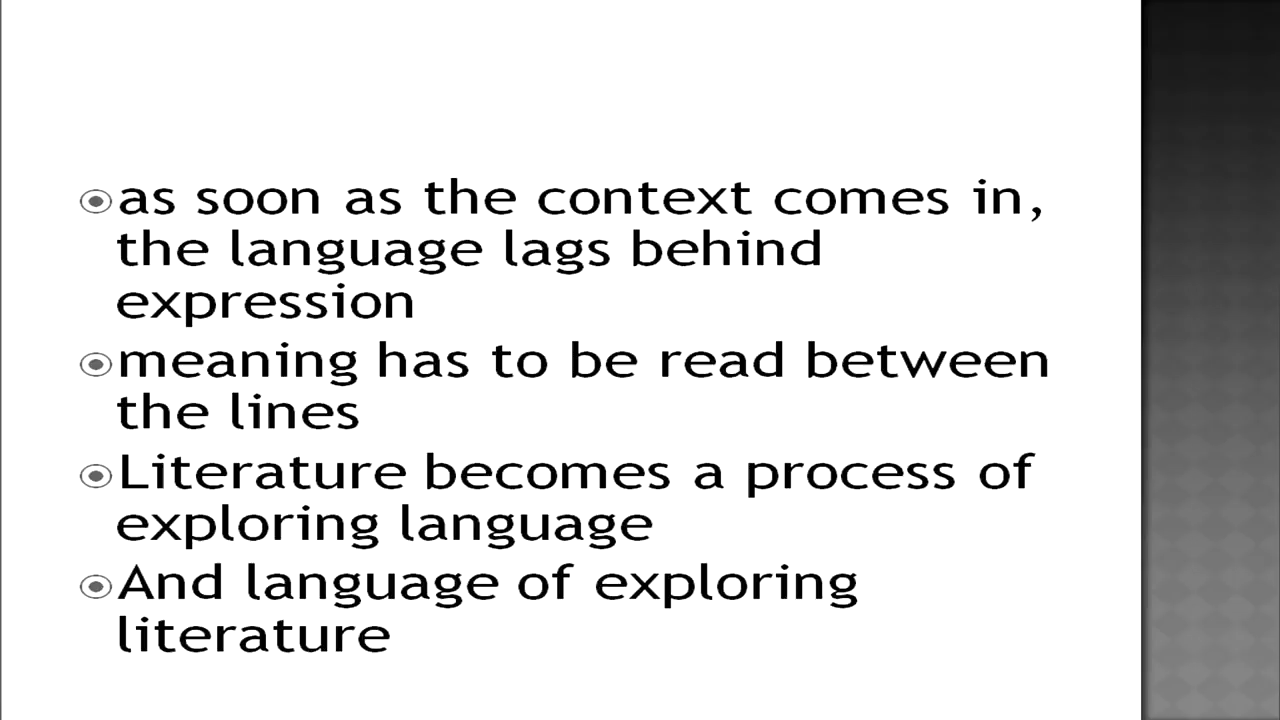 as soon as the context comes in,
the language lags behind
expression
meaning has to be read between
the lines
Literature becomes a process of
exploring language
And language of exploring
literature